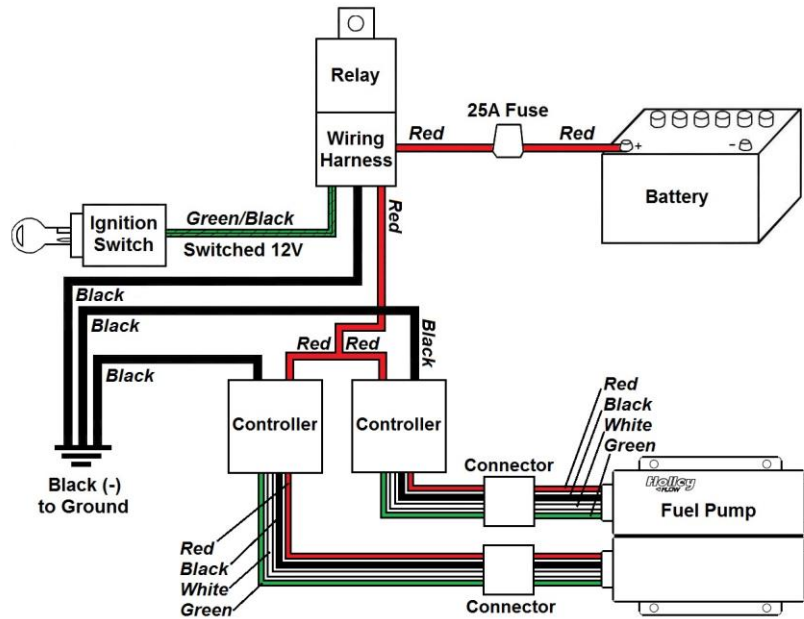 Relay
25A Fuse
Wiring
Harness
Red
Red
+
−
Battery
Ignition
Switch
Green/Black
Switched 12V
Red
Black
Black
Black
Red
Red
Black
Controller
Controller
Black (-)
to Ground
Red
Black
White
Green
Connector
Holley
FLOW
Fuel Pump
Red
Black
White
Green
Connector